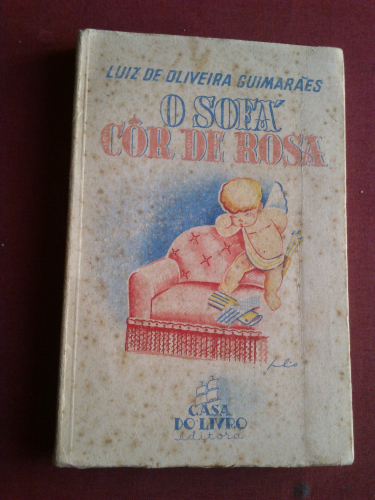 LUIZ DE OLIVEIRA GUIMARÃES
O SOFÁ
CÔR DE ROSA
CASA
DO LIVRO
editora